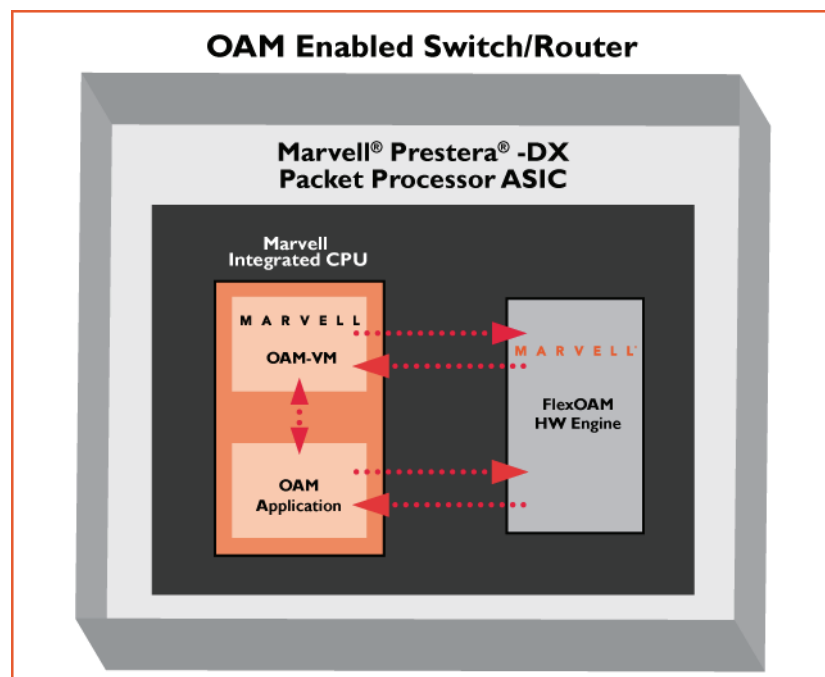 OAM Enabled Switch/Router
Marvell® Prestera® -DX
Packet Processor ASIC
Marvell
Integrated CPU
MARVELL
OAM-VM
OAM
Application
MARVELL®
FlexOAM
HW Engine